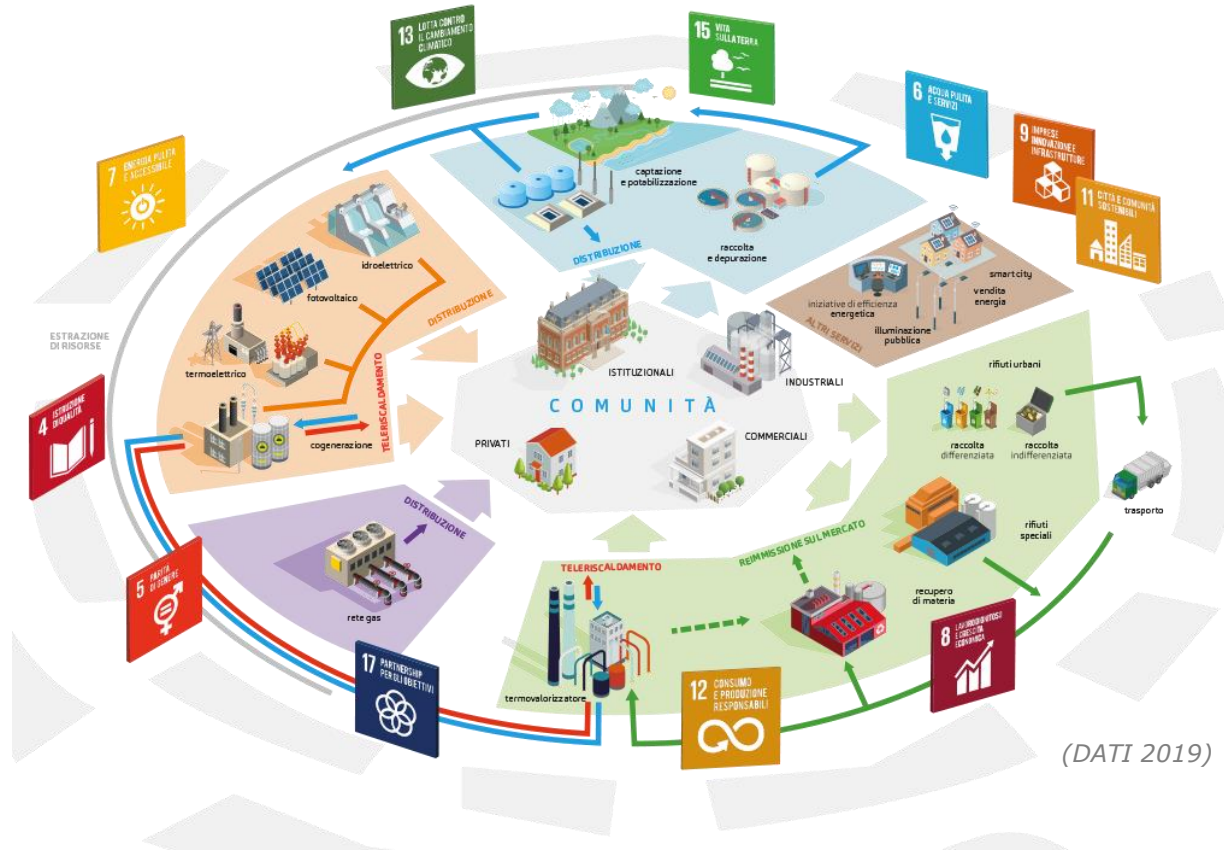 13 LOTTA CONTRO
IL CAMBIAMENTO
CLIMATICO
15 VITA
SULLA TERRA
6 ACQUA PULITA
E SERVIZI
9 IMPRESE
INNOVAZIONE E
INFRASTRUTTURE
7 ENERGIA PULITA
E ACCESSIBILE
11 CITTÀ E COMUNITÀ
SOSTENIBILI
captazione
e potabilizzazione
idroelettrico
DISTRIBUZIONE
raccolta
e depurazione
smart city
vendita
energia
iniziative di efficienza
energetica
fotovoltaico
DISTRIBUZIONE
ALTRI SERVIZI
illuminazione
pubblica
ESTRAZIONE
DI RISORSE
termoelettrico
ISTITUZIONALI
INDUSTRIALI
rifiuti urbani
TELERISCALDAMENTO
COMUNITÀ
4 ISTRUZIONE
DI QUALITÀ
cogenerazione
PRIVATI
COMMERCIALI
raccolta
differenziata
raccolta
indifferenziata
trasporto
DISTRIBUZIONE
rifiuti
speciali
REIMMISSIONE SUL MERCATO
TELERISCALDAMENTO
5 PARITÀ
DI GENERE
rete gas
recupero
di materia
8 LAVORO DIGNITOSO
E CRESCITA
ECONOMICA
17 PARTNERSHIP
PER GLI OBIETTIVI
termovalorizzatore
12 CONSUMO
E PRODUZIONE
RESPONSABILI
(DATI 2019)